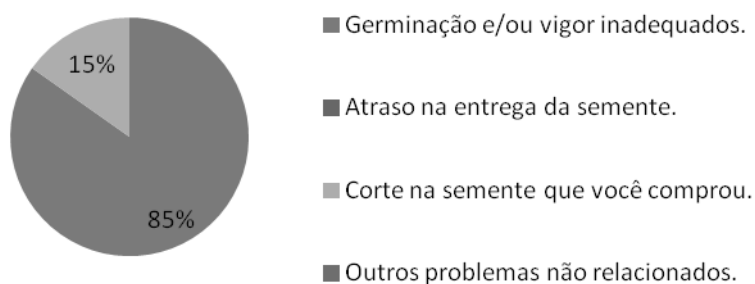 Germinação e/ou vigor inadequados.
15%
Atraso na entrega da semente.
Corte na semente que você comprou.
85%
Outros problemas não relacionados.